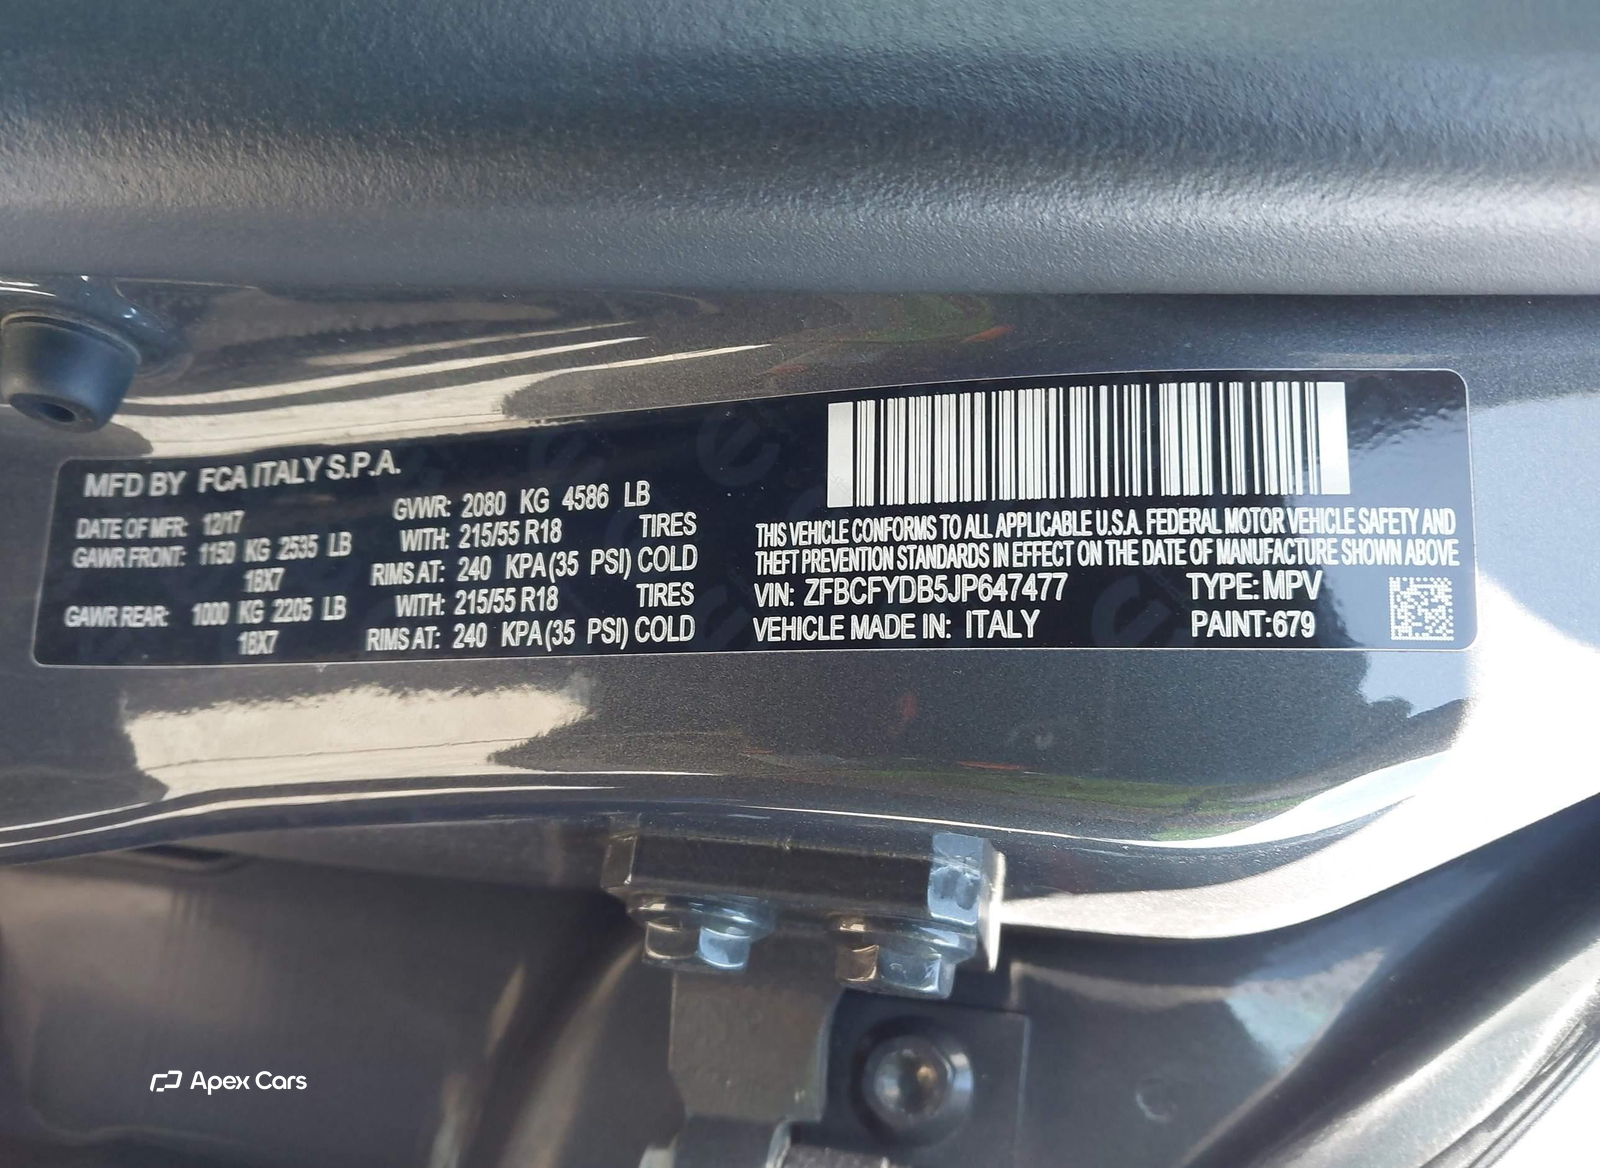 MFD BY FCA ITALY S.P.A.
DATE OF MFR: 12/17 GVWR: 2080 KG 4586 LB
GAWR FRONT: 1150 KG 2535 LB WITH: 215/55 R18 TIRES
18X7 RIMS AT: 240 KPA (35 PSI) COLD
GAWR REAR: 1000 KG 2205 LB WITH: 215/55 R18 TIRES
18X7 RIMS AT: 240 KPA (35 PSI) COLD
THIS VEHICLE CONFORMS TO ALL APPLICABLE U.S.A. FEDERAL MOTOR VEHICLE SAFETY AND
THEFT PREVENTION STANDARDS IN EFFECT ON THE DATE OF MANUFACTURE SHOWN ABOVE
VIN: ZFBCFYDB5JP647477 TYPE: MPV
VEHICLE MADE IN: ITALY PAINT:679
Apex Cars